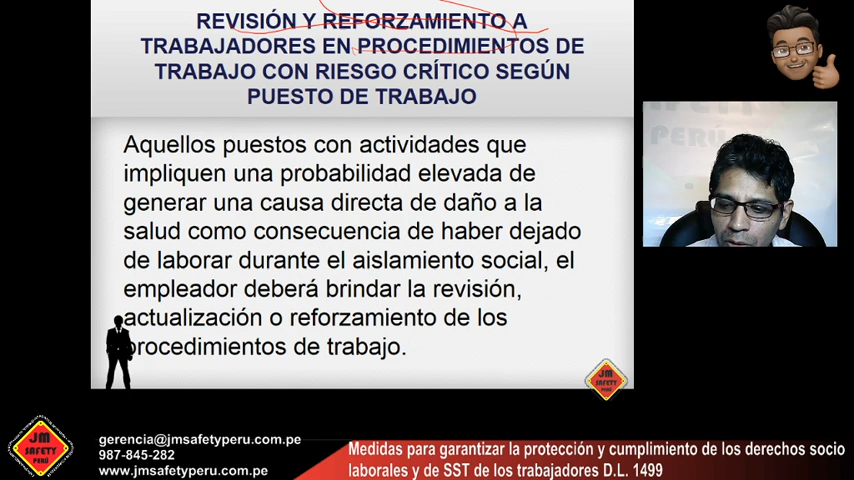 REVISIÓN Y REFORZAMIENTO A
TRABAJADORES EN PROCEDIMIENTOS DE
TRABAJO CON RIESGO CRÍTICO SEGÚN
PUESTO DE TRABAJO
Aquellos puestos con actividades que
impliquen una probabilidad elevada de
generar una causa directa de daño a la
salud como consecuencia de haber dejado
de laborar durante el aislamiento social, el
empleador deberá brindar la revisión,
actualización o reforzamiento de los
procedimientos de trabajo.
JM
SAFETY
PERÚ
PERÚ
JM
SAFETY
PERÚ
gerencia@jmsafetyperu.com.pe
987-845-282
www.jmsafetyperu.com.pe
Medidas para garantizar la protección y cumplimiento de los derechos socio
laborales y de SST de los trabajadores D.L. 1499